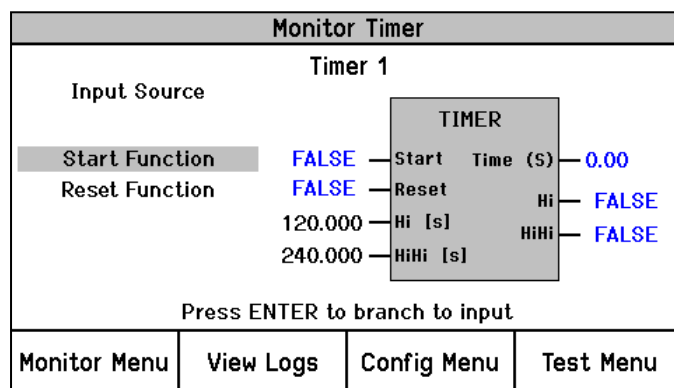 Monitor Timer
Timer 1
Input Source
TIMER
Start Function FALSE Start Time (S) 0.00
Reset Function FALSE Reset Hi FALSE
120.000 Hi [s] HiHi FALSE
240.000 HiHi [s]
Press ENTER to branch to input
Monitor Menu View Logs Config Menu Test Menu